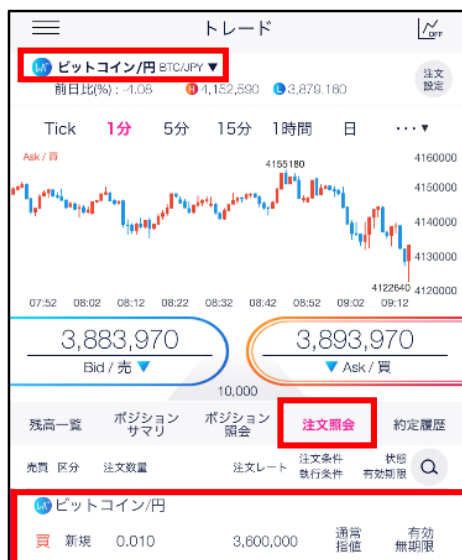 トレード
OFF
レバ ビットコイン/円 BTC/JPY ▼
前日比(%) : -4.08 H 4,152,590 L 3,879,160
注文
設定
Tick 1分 5分 15分 1時間 日 ... ▼
Ask / 買
4155180
4160000
4150000
4140000
4130000
4122640
4120000
07:52 08:02 08:12 08:22 08:32 08:42 08:52 09:02 09:12
3,883,970 3,893,970
Bid / 売 ▼ ▼ Ask / 買
10,000
残高一覧 ポジション サマリ ポジション 照会 注文照会 約定履歴
売買 区分 注文数量 注文レート 注文条件 執行条件 状態 有効期限
レバ ビットコイン/円
買 新規 0.010 3,600,000 通常 指値 有効 無期限